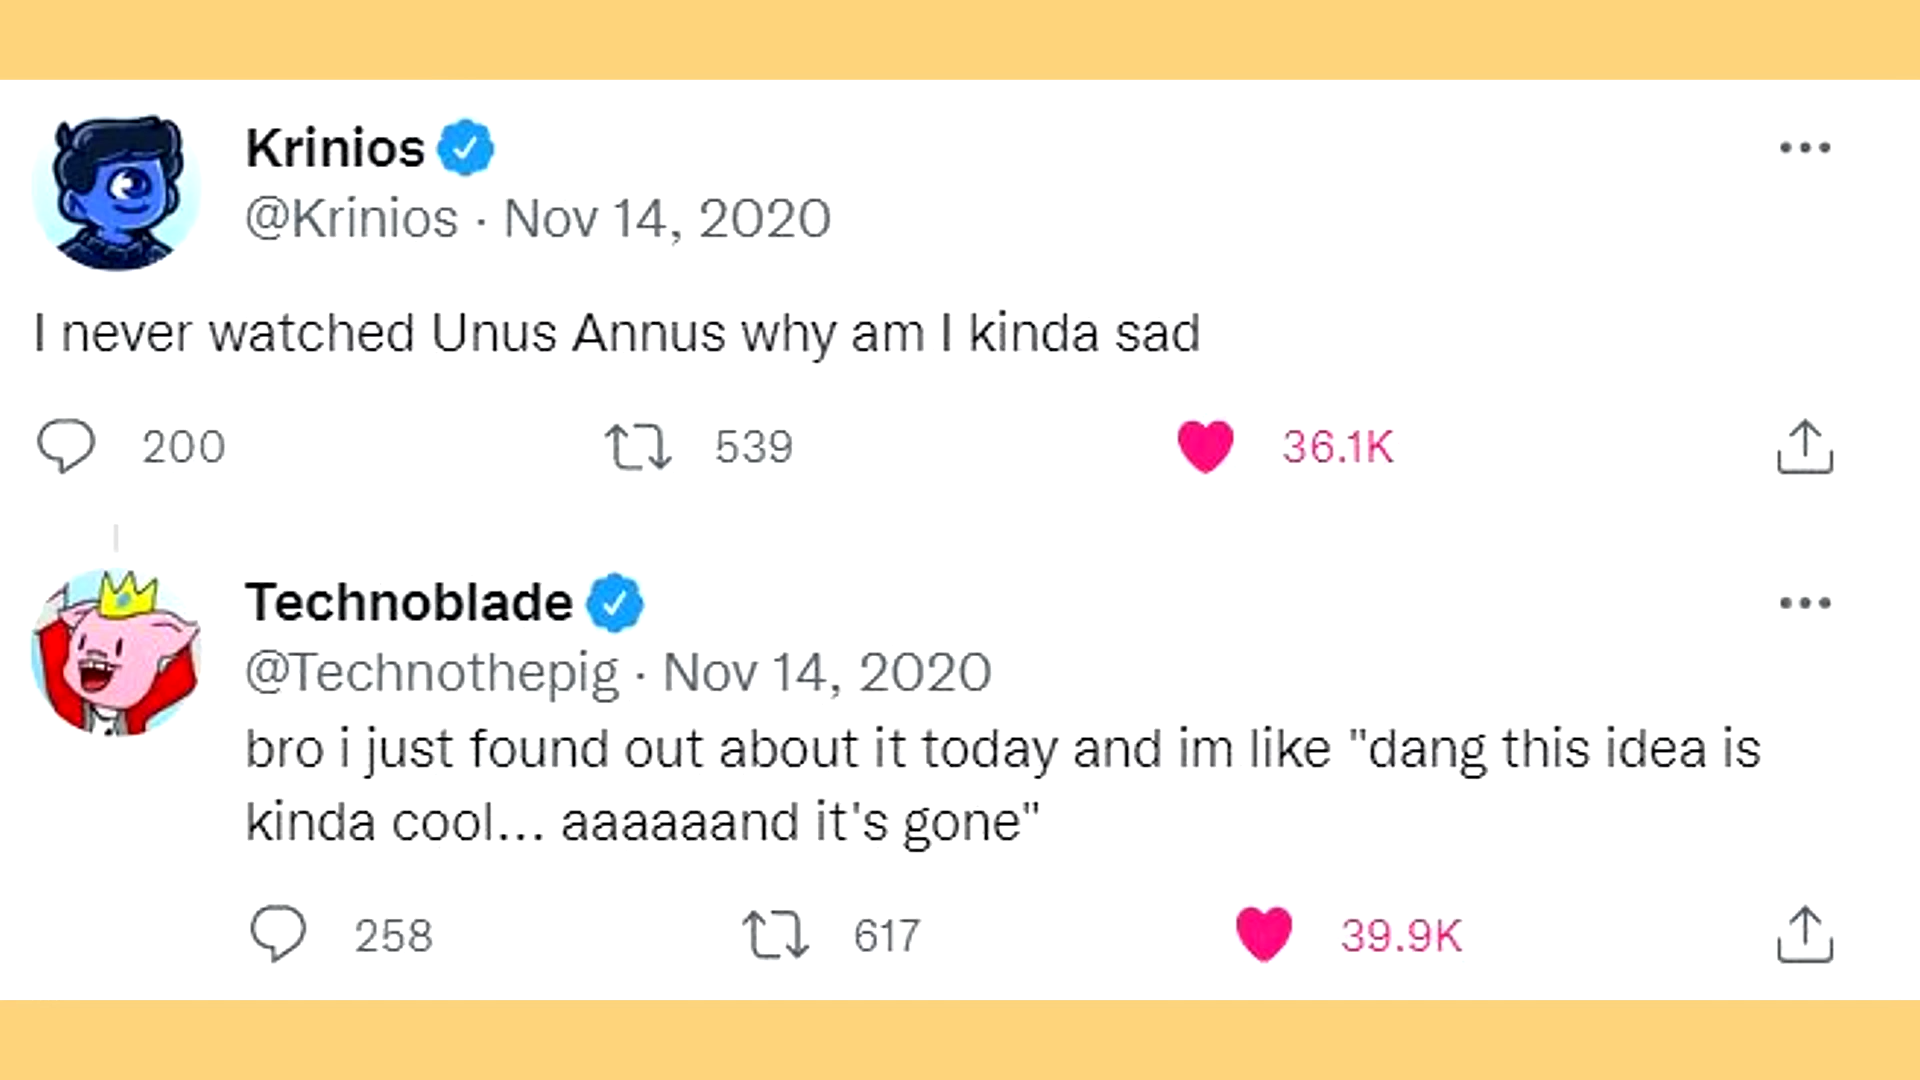 Krinios
@Krinios · Nov 14, 2020
I never watched Unus Annus why am I kinda sad
200 539 36.1K
Technoblade
@Technothepig · Nov 14, 2020
bro i just found out about it today and im like "dang this idea is
kinda cool... aaaaaand it's gone"
258 617 39.9K